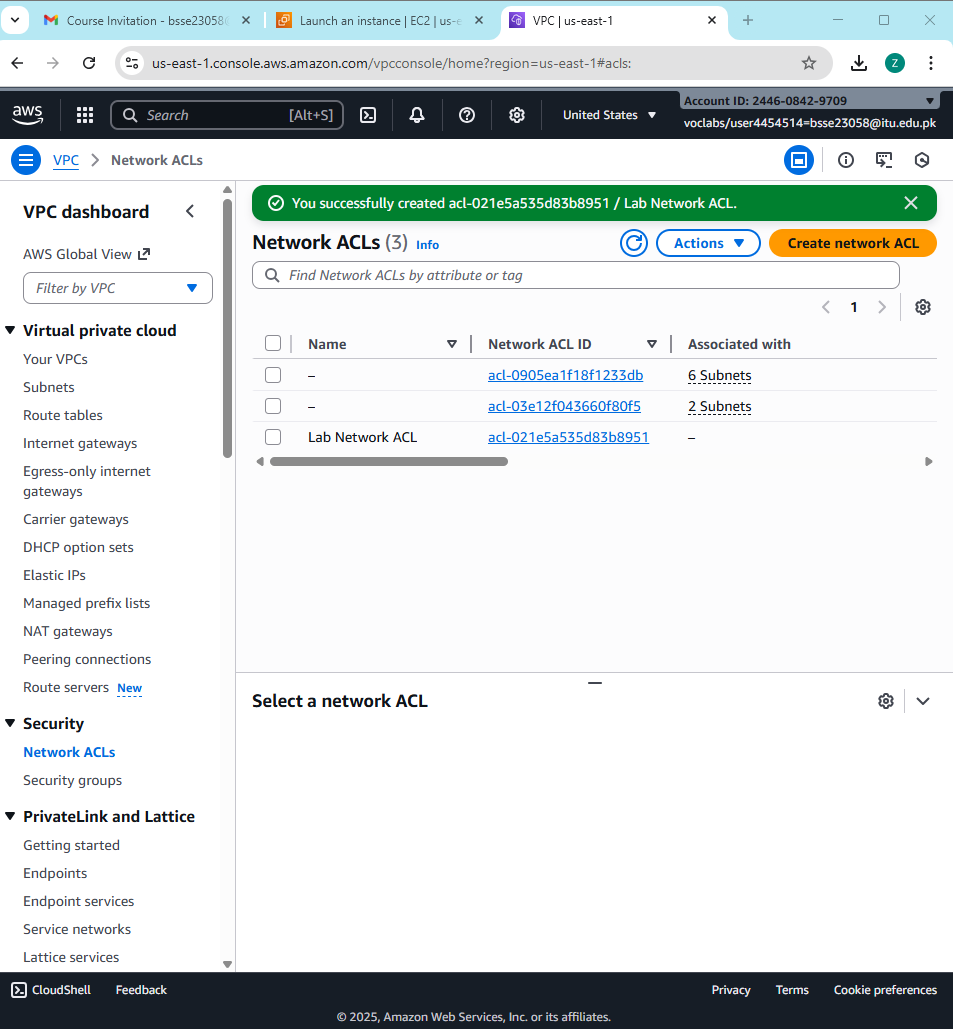 Course Invitation - bsse23058
Launch an instance | EC2 | us-e
VPC | us-east-1
us-east-1.console.aws.amazon.com/vpcconsole/home?region=us-east-1#acls:
Z
aws
Search [Alt+S]
United States
Account ID: 2446-0842-9709
voclabs/user4454514=bsse23058@itu.edu.pk
VPC
Network ACLs
VPC dashboard
AWS Global View
Filter by VPC
Virtual private cloud
Your VPCs
Subnets
Route tables
Internet gateways
Egress-only internet
gateways
Carrier gateways
DHCP option sets
Elastic IPs
Managed prefix lists
NAT gateways
Peering connections
Route servers New
Security
Network ACLs
Security groups
PrivateLink and Lattice
Getting started
Endpoints
Endpoint services
Service networks
Lattice services
You successfully created acl-021e5a535d83b8951 / Lab Network ACL.
Network ACLs (3) Info
Actions
Create network ACL
Find Network ACLs by attribute or tag
1
Name Network ACL ID Associated with
– acl-0905ea1f18f1233db 6 Subnets
– acl-03e12f043660f80f5 2 Subnets
Lab Network ACL acl-021e5a535d83b8951 –
Select a network ACL
CloudShell Feedback Privacy Terms Cookie preferences
© 2025, Amazon Web Services, Inc. or its affiliates.